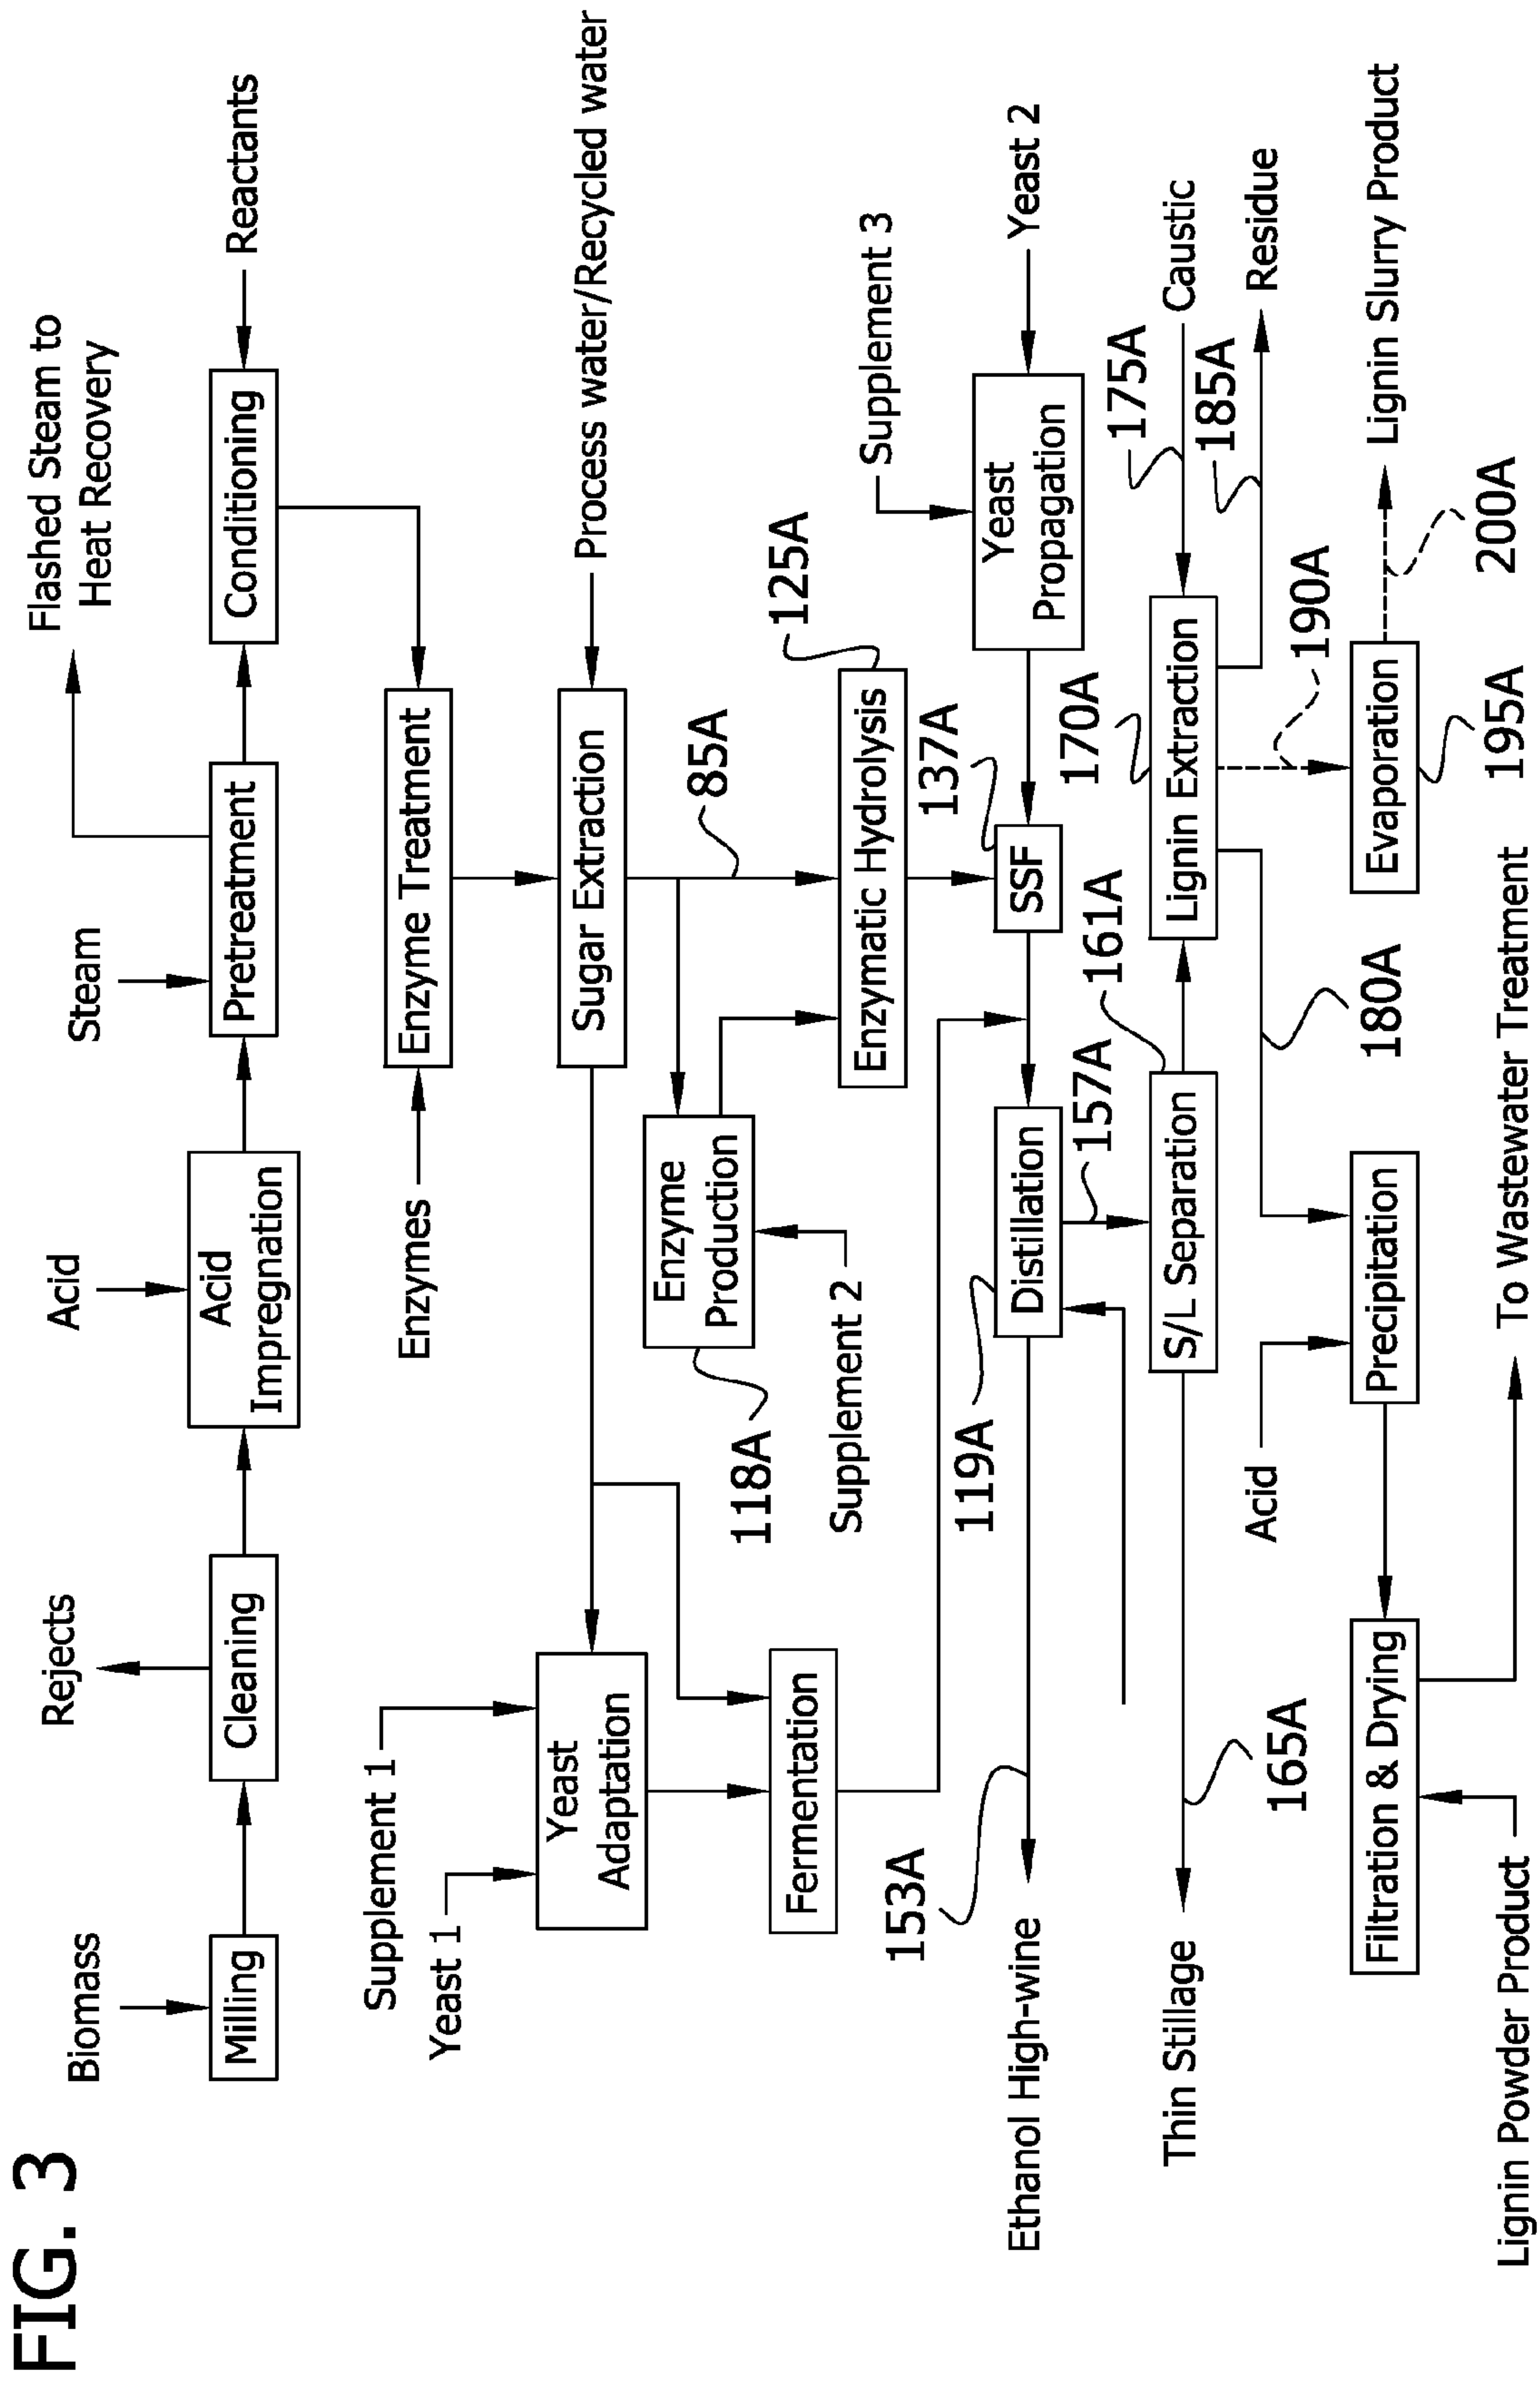 FIG. 3
Biomass
Rejects
Acid
Steam
Flashed Steam to
Heat Recovery
Milling
Cleaning
Acid
Impregnation
Pretreatment
Conditioning
Reactants
Supplement 1
Yeast 1
Enzymes
Enzyme Treatment
Yeast
Adaptation
Sugar Extraction
Process water/Recycled water
Enzyme
Production
85A
118A
Supplement 2
125A
Fermentation
Enzymatic Hydrolysis
Supplement 3
153A
119A
137A
Yeast
Propagation
Yeast 2
Ethanol High-wine
Distillation
SSF
157A
161A
170A
175A
Thin Stillage
S/L Separation
Lignin Extraction
Caustic
185A
165A
Acid
180A
190A
Residue
Filtration & Drying
Precipitation
Evaporation
Lignin Slurry Product
195A
200A
Lignin Powder Product
To Wastewater Treatment